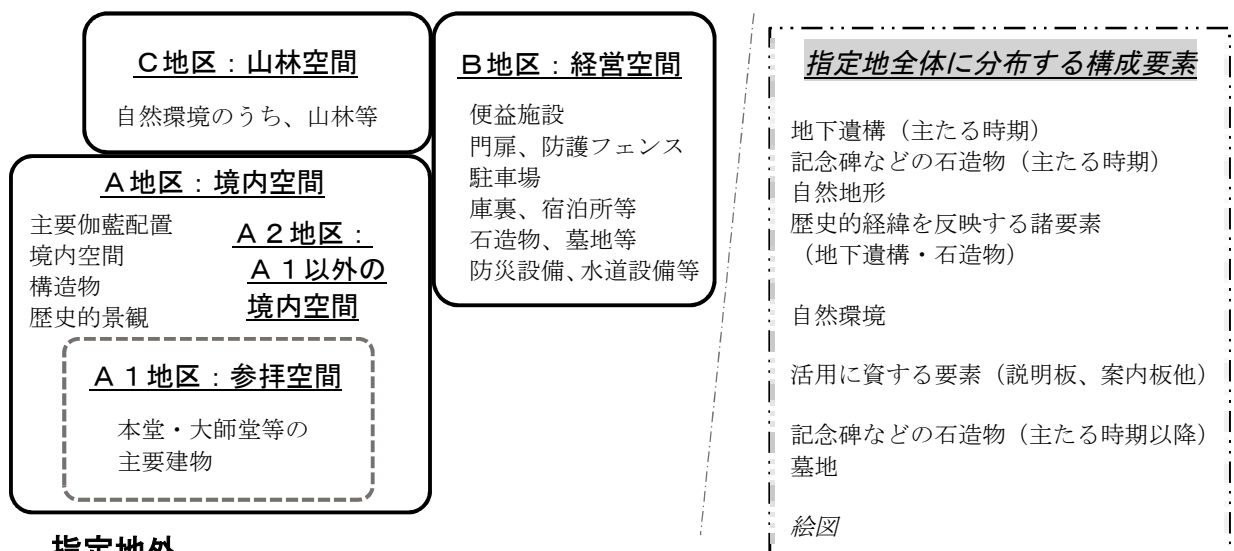 C地区:山林空間
自然環境のうち、山林等
B地区:経営空間
便益施設
門扉、防護フェンス
駐車場
庫裏、宿泊所等
石造物、墓地等
防災設備、水道設備等
A地区:境内空間
主要伽藍配置
境内空間
構造物
歴史的景観
A2地区:
A1以外の
境内空間
A1地区:参拝空間
本堂・大師堂等の
主要建物
指定地外
指定地全体に分布する構成要素
地下遺構(主たる時期)
記念碑などの石造物(主たる時期)
自然地形
歴史的経緯を反映する諸要素
(地下遺構・石造物)
自然環境
活用に資する要素(説明板、案内板他)
記念碑などの石造物(主たる時期以降)
墓地
絵図